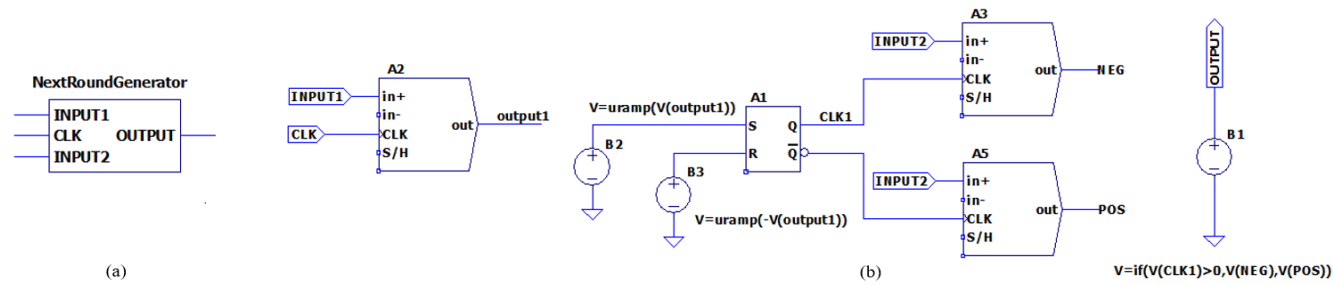 NextRoundGenerator
INPUT1
CLK OUTPUT
INPUT2
(a)
A2
INPUT1
in+
in-
CLK
CLK
S/H
out
output1
V=uramp(V(output1))
B2
B3
V=uramp(-V(output1))
A1
S Q
R Q
CLK1
A3
INPUT2
in+
in-
CLK
S/H
out
NEG
A5
INPUT2
in+
in-
CLK
S/H
out
POS
(b)
OUTPUT
B1
V=if(V(CLK1)>0,V(NEG),V(POS))